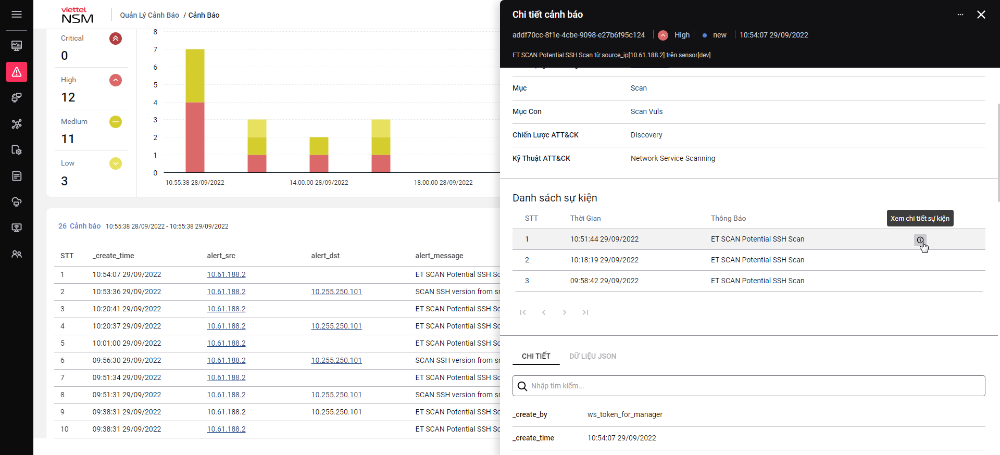 viettel
NSM
Quản Lý Cảnh Báo / Cảnh Báo
Critical
0
High
12
Medium
11
Low
3
8
7
6
5
4
3
2
1
0
10:55:38 28/09/2022
14:00:00 28/09/2022
18:00:00 28/09/2022
26 Cảnh báo 10:55:38 28/09/2022 - 10:55:38 29/09/2022
STT _create_time alert_src alert_dst alert_message
1 10:54:07 29/09/2022 10.61.188.2 ET SCAN Potential SSH Sc
2 10:53:36 29/09/2022 10.61.188.2 10.255.250.101 SCAN SSH version from sr
3 10:20:41 29/09/2022 10.61.188.2 ET SCAN Potential SSH Sc
4 10:20:37 29/09/2022 10.61.188.2 10.255.250.101 ET SCAN Potential SSH Sc
5 10:01:00 29/09/2022 10.61.188.2 ET SCAN Potential SSH Sc
6 09:56:30 29/09/2022 10.61.188.2 10.255.250.101 SCAN SSH version from sr
7 09:51:34 29/09/2022 10.61.188.2 ET SCAN Potential SSH Sc
8 09:51:31 29/09/2022 10.61.188.2 10.255.250.101 SCAN SSH version from sr
9 09:38:31 29/09/2022 10.61.188.2 10.255.250.101 ET SCAN Potential SSH Sc
10 09:38:31 29/09/2022 10.61.188.2 ET SCAN Potential SSH Sc
Chi tiết cảnh báo
addf70cc-8f1e-4cbe-9098-e27b6f95c124 High new 10:54:07 29/09/2022
ET SCAN Potential SSH Scan từ source_ip[10.61.188.2] trên sensor[dev]
Mục Scan
Mục Con Scan Vuls
Chiến Lược ATT&CK Discovery
Kỹ Thuật ATT&CK Network Service Scanning
Danh sách sự kiện
STT Thời Gian Thông Báo
Xem chi tiết sự kiện
1 10:51:44 29/09/2022 ET SCAN Potential SSH Scan
2 10:18:19 29/09/2022 ET SCAN Potential SSH Scan
3 09:58:42 29/09/2022 ET SCAN Potential SSH Scan
CHI TIẾT DỮ LIỆU JSON
Nhập tìm kiếm...
_create_by ws_token_for_manager
_create_time 10:54:07 29/09/2022